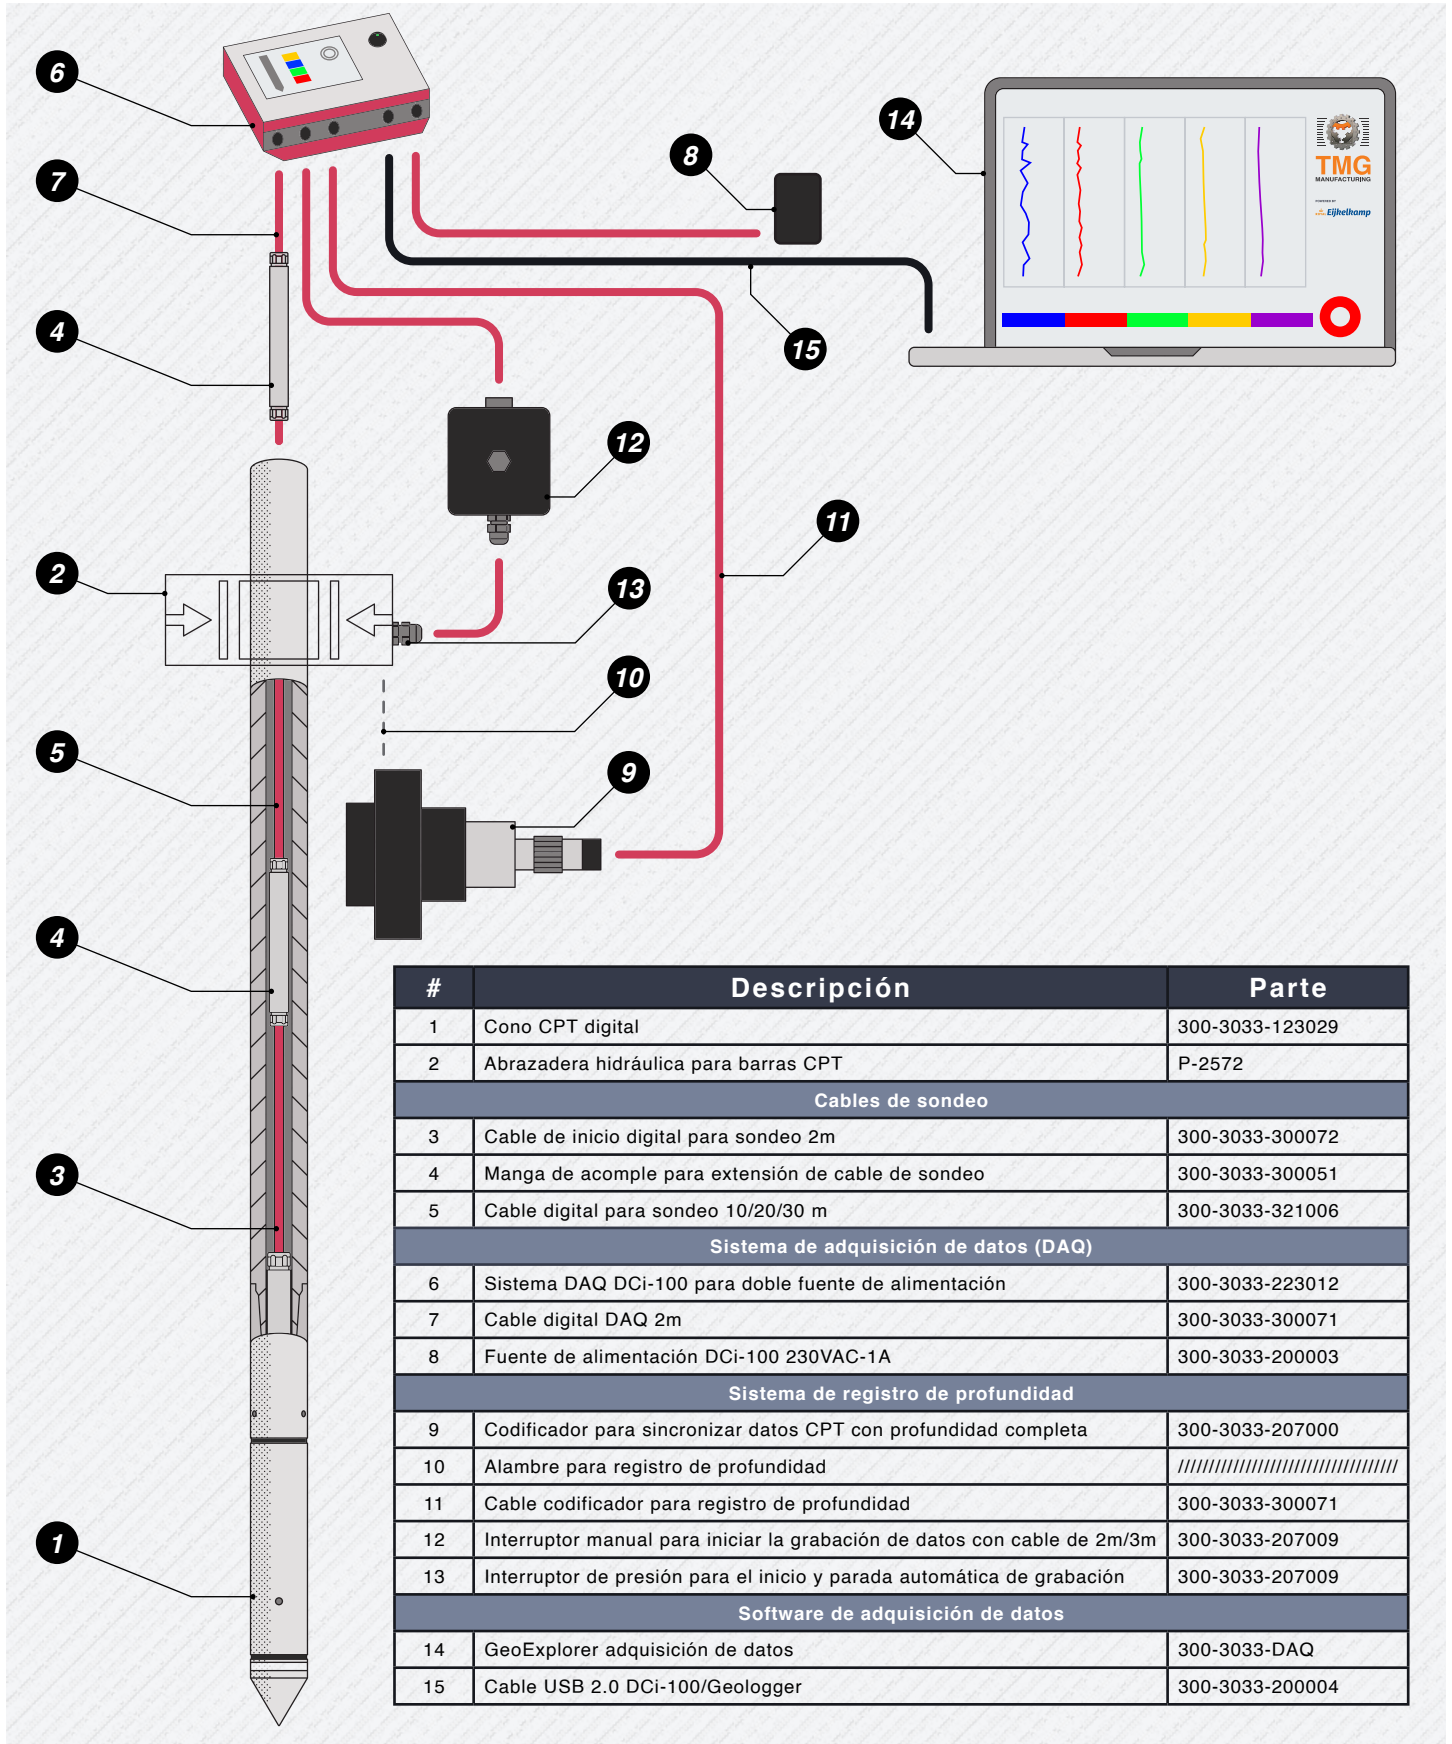 6
7
4
2
5
4
3
1
8
14
15
12
11
13
10
9
TMG
MANUFACTURING
POWERED BY
Eijkelkamp
# Descripción Parte
1 Cono CPT digital 300-3033-123029
2 Abrazadera hidráulica para barras CPT P-2572
Cables de sondeo
3 Cable de inicio digital para sondeo 2m 300-3033-300072
4 Manga de acomple para extensión de cable de sondeo 300-3033-300051
5 Cable digital para sondeo 10/20/30 m 300-3033-321006
Sistema de adquisición de datos (DAQ)
6 Sistema DAQ DCi-100 para doble fuente de alimentación 300-3033-223012
7 Cable digital DAQ 2m 300-3033-300071
8 Fuente de alimentación DCi-100 230VAC-1A 300-3033-200003
Sistema de registro de profundidad
9 Codificador para sincronizar datos CPT con profundidad completa 300-3033-207000
10 Alambre para registro de profundidad ////////////////////////////////////
11 Cable codificador para registro de profundidad 300-3033-300071
12 Interruptor manual para iniciar la grabación de datos con cable de 2m/3m 300-3033-207009
13 Interruptor de presión para el inicio y parada automática de grabación 300-3033-207009
Software de adquisición de datos
14 GeoExplorer adquisición de datos 300-3033-DAQ
15 Cable USB 2.0 DCi-100/Geologger 300-3033-200004